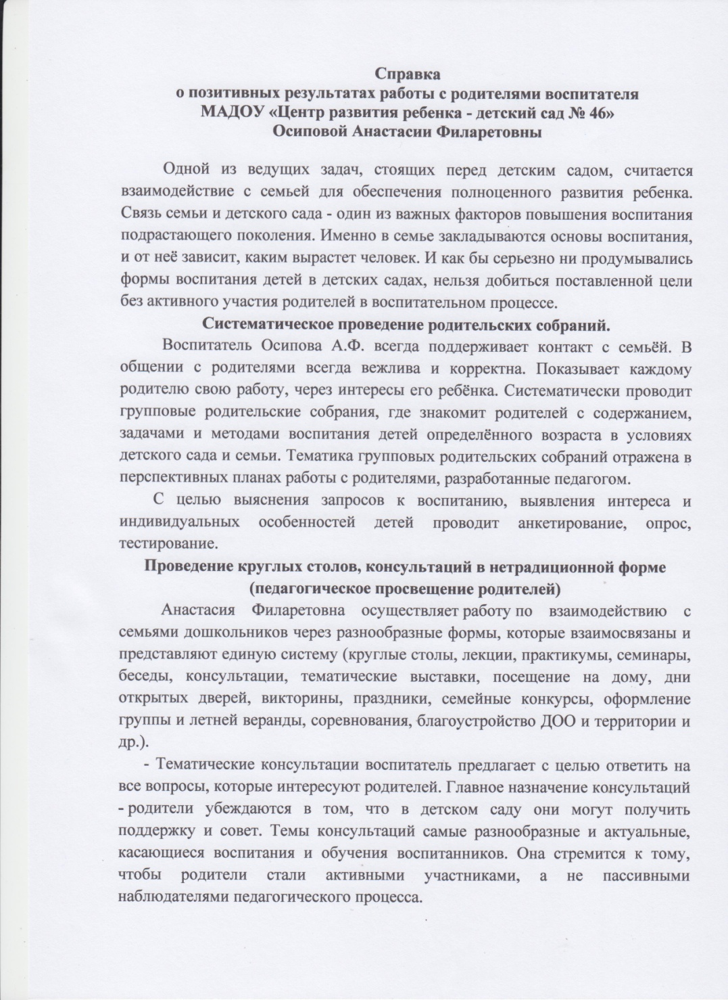 Справка
о позитивных результатах работы с родителями воспитателя
МАДОУ «Центр развития ребенка - детский сад № 46»
Осиповой Анастасии Филаретовны
Одной из ведущих задач, стоящих перед детским садом, считается
взаимодействие с семьей для обеспечения полноценного развития ребенка.
Связь семьи и детского сада - один из важных факторов повышения воспитания
подрастающего поколения. Именно в семье закладываются основы воспитания,
и от неё зависит, каким вырастет человек. И как бы серьезно ни продумывались
формы воспитания детей в детских садах, нельзя добиться поставленной цели
без активного участия родителей в воспитательном процессе.
Систематическое проведение родительских собраний.
Воспитатель Осипова А.Ф. всегда поддерживает контакт с семьёй. В
общении с родителями всегда вежлива и корректна. Показывает каждому
родителю свою работу, через интересы его ребёнка. Систематически проводит
групповые родительские собрания, где знакомит родителей с содержанием,
задачами и методами воспитания детей определённого возраста в условиях
детского сада и семьи. Тематика групповых родительских собраний отражена в
перспективных планах работы с родителями, разработанные педагогом.
С целью выяснения запросов к воспитанию, выявления интереса и
индивидуальных особенностей детей проводит анкетирование, опрос,
тестирование.
Проведение круглых столов, консультаций в нетрадиционной форме
(педагогическое просвещение родителей)
Анастасия Филаретовна осуществляет работу по взаимодействию с
семьями дошкольников через разнообразные формы, которые взаимосвязаны и
представляют единую систему (круглые столы, лекции, практикумы, семинары,
беседы, консультации, тематические выставки, посещение на дому, дни
открытых дверей, викторины, праздники, семейные конкурсы, оформление
группы и летней веранды, соревнования, благоустройство ДОО и территории и
др.).
- Тематические консультации воспитатель предлагает с целью ответить на
все вопросы, которые интересуют родителей. Главное назначение консультаций
- родители убеждаются в том, что в детском саду они могут получить
поддержку и совет. Темы консультаций самые разнообразные и актуальные,
касающиеся воспитания и обучения воспитанников. Она стремится к тому,
чтобы родители стали активными участниками, а не пассивными
наблюдателями педагогического процесса.